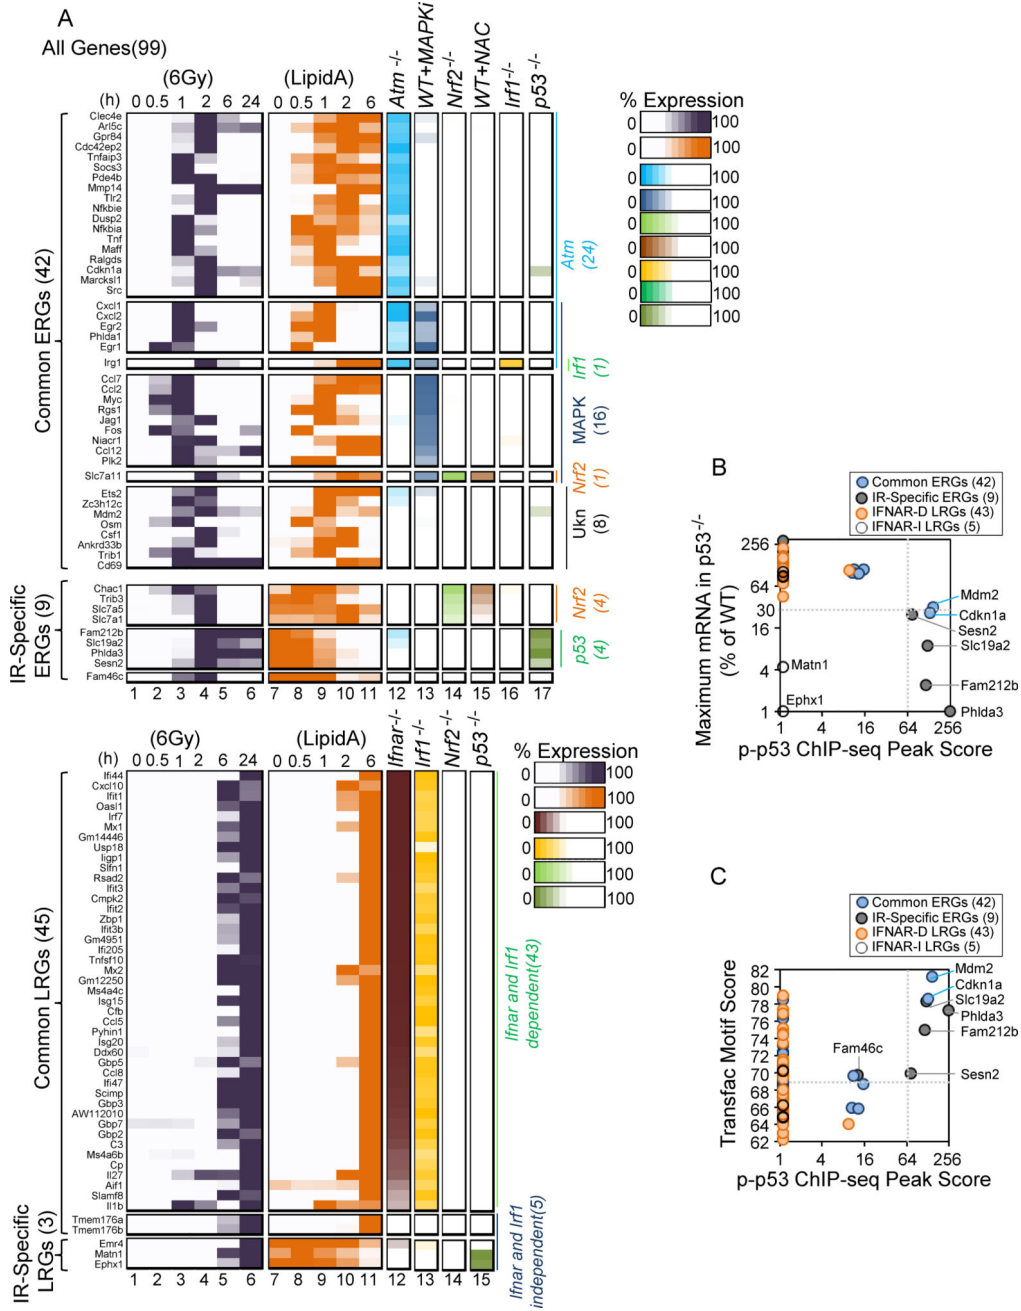 A
All Genes(99)
(6Gy)
(LipidA)
Atm -/-
WT+MAPKi
Nrf2 -/-
WT+NAC
Irf1 -/-
p53 -/-
(h) 0 0.5 1 2 6 24 0 0.5 1 2 6
% Expression
0 100
0 100
0 100
0 100
0 100
0 100
0 100
0 100
0 100
Common ERGs (42)
Clec4e
Arl5c
Gpr84
Cdc42ep2
Tnfaip3
Socs3
Pde4b
Mmp14
Tlr2
Nfkbie
Dusp2
Nfkbia
Tnf
Maff
Ralgds
Cdkn1a
Marcksl1
Src
Cxcl1
Cxcl2
Egr2
Phlda1
Egr1
Irg1
Ccl7
Ccl2
Myc
Rgs1
Jag1
Fos
Niacr1
Ccl12
Plk2
Slc7a11
Ets2
Zc3h12c
Mdm2
Osm
Csf1
Ankrd33b
Trib1
Cd69
Atm
(24)
Irf1
(1)
MAPK
(16)
Nrf2
(1)
Ukn
(8)
IR-Specific
ERGs (9)
Chac1
Trib3
Slc7a5
Slc7a1
Fam212b
Slc19a2
Phlda3
Sesn2
Fam46c
Nrf2
(4)
p53
(4)
1 2 3 4 5 6 7 8 9 10 11 12 13 14 15 16 17
(6Gy)
(LipidA)
Ifnar-/-
Irf1 -/-
Nrf2 -/-
p53 -/-
(h) 0 0.5 1 2 6 24 0 0.5 1 2 6
% Expression
0 100
0 100
0 100
0 100
0 100
0 100
Common LRGs (45)
Ifi44
Cxcl10
Ifit1
Oasl1
Irf7
Mx1
Gm14446
Usp18
Iigp1
Slfn1
Rsad2
Ifit3
Cmpk2
Ifit2
Zbp1
Ifit3b
Gm4951
Ifi205
Tnfsf10
Mx2
Gm12250
Ms4a4c
Isg15
Cfb
Ccl5
Pyhin1
Isg20
Ddx60
Gbp5
Ccl8
Ifi47
Scimp
Gbp3
AW112010
Gbp7
Gbp2
C3
Ms4a6b
Cp
Il27
Aif1
Slamf8
Il1b
Tmem176a
Tmem176b
Ifnar and Irf1
dependent(43)
IR-Specific
LRGs (3)
Emr4
Matn1
Ephx1
Ifnar and Irf1
independent(5)
1 2 3 4 5 6 7 8 9 10 11 12 13 14 15
B
Common ERGs (42)
IR-Specific ERGs (9)
IFNAR-D LRGs (43)
IFNAR-I LRGs (5)
Maximum mRNA in p53-/-
(% of WT)
256
64
30
16
4
1
Mdm2
Cdkn1a
Sesn2
Slc19a2
Matn1
Fam212b
Ephx1
Phlda3
1 4 16 64 256
p-p53 ChIP-seq Peak Score
C
Common ERGs (42)
IR-Specific ERGs (9)
IFNAR-D LRGs (43)
IFNAR-I LRGs (5)
Transfac Motif Score
82
80
78
76
74
72
70
68
66
64
62
Mdm2
Cdkn1a
Slc19a2
Phlda3
Fam212b
Fam46c
Sesn2
1 4 16 64 256
p-p53 ChIP-seq Peak Score